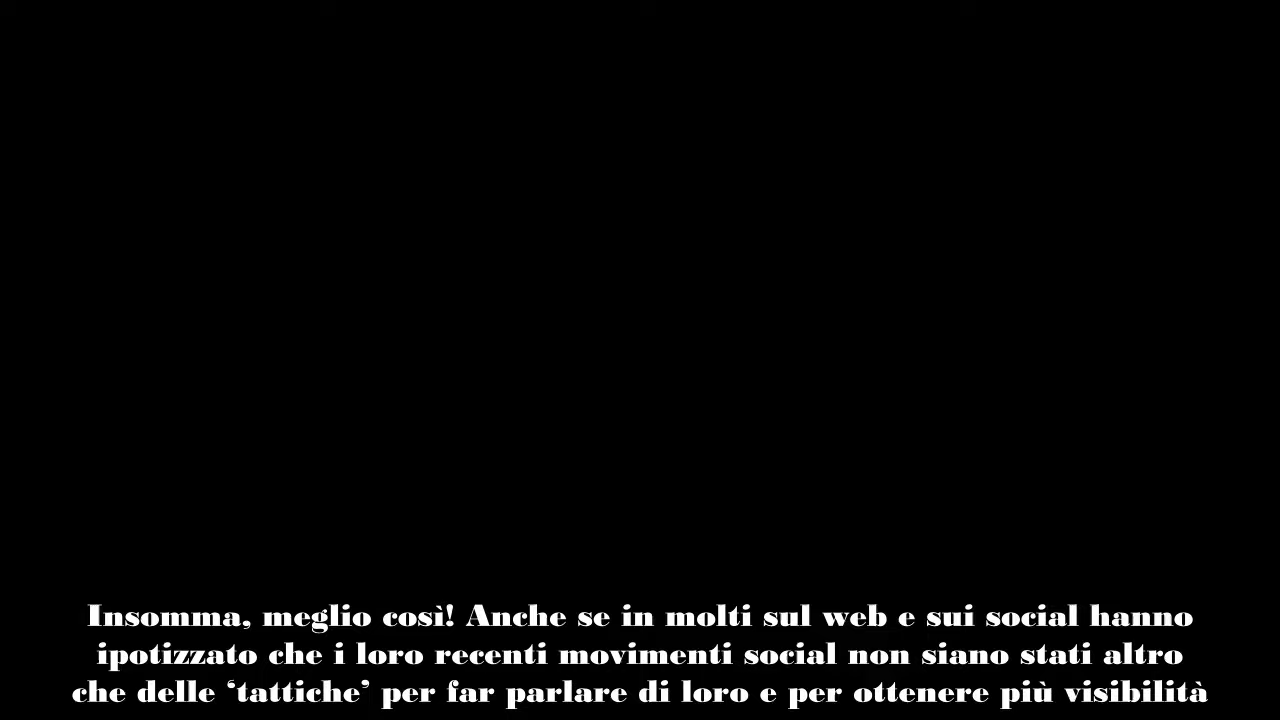 Insomma, meglio così! Anche se in molti sul web e sui social hanno
ipotizzato che i loro recenti movimenti social non siano stati altro
che delle ‘tattiche’ per far parlare di loro e per ottenere più visibilità